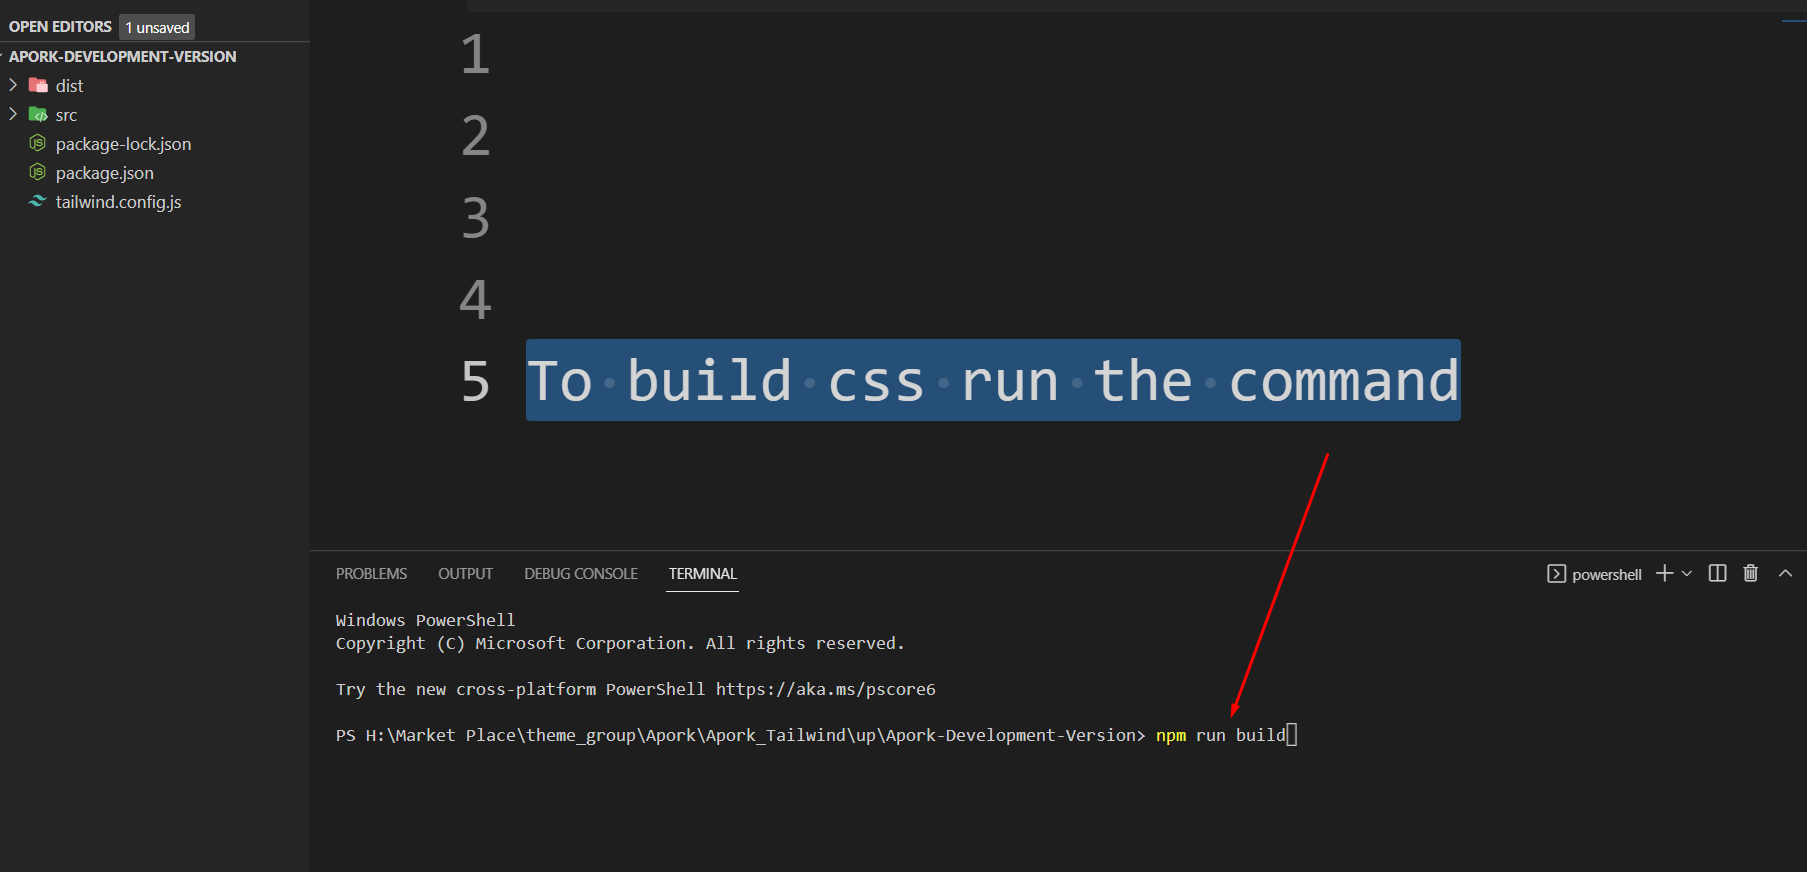 OPEN EDITORS 1 unsaved
APORK-DEVELOPMENT-VERSION
dist
src
package-lock.json
package.json
tailwind.config.js
1
2
3
4
5 To·build·css·run·the·command
PROBLEMS OUTPUT DEBUG CONSOLE TERMINAL powershell
Windows PowerShell
Copyright (C) Microsoft Corporation. All rights reserved.
Try the new cross-platform PowerShell https://aka.ms/pscore6
PS H:\Market Place\theme_group\Apork\Apork_Tailwind\up\Apork-Development-Version> npm run build